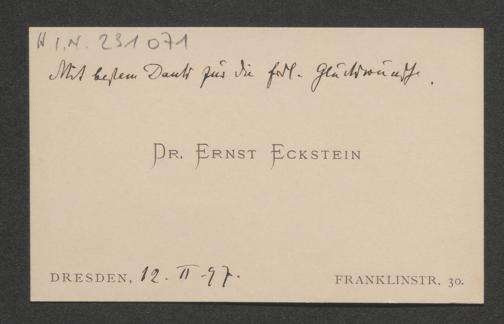 H I.N. 231 071
Mit bestem Dank für die frdl. Glückwünsche.
DR. ERNST ECKSTEIN
DRESDEN, 12. II 97.
FRANKLINSTR. 30.